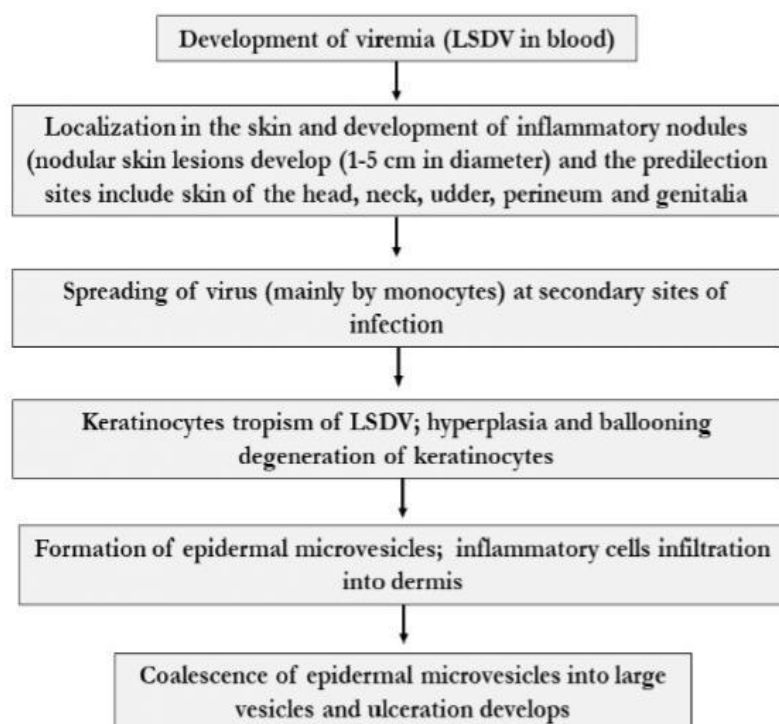 Development of viremia (LSDV in blood)
Localization in the skin and development of inflammatory nodules
(nodular skin lesions develop (1-5 cm in diameter) and the predilection
sites include skin of the head, neck, udder, perineum and genitalia
Spreading of virus (mainly by monocytes) at secondary sites of
infection
Keratinocytes tropism of LSDV; hyperplasia and ballooning
degeneration of keratinocytes
Formation of epidermal microvesicles; inflammatory cells infiltration
into dermis
Coalescence of epidermal microvesicles into large
vesicles and ulceration develops